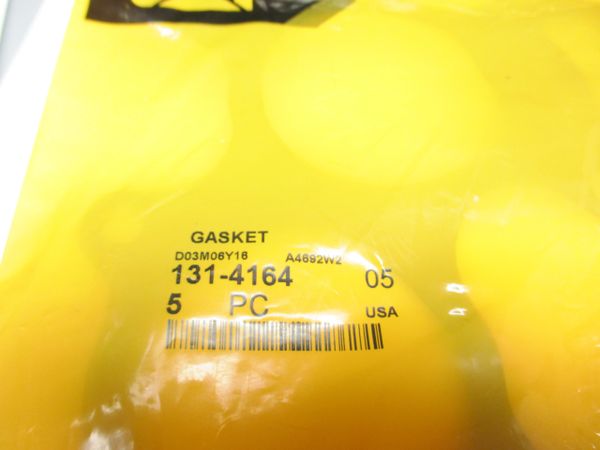 GASKET
D03M06Y16 A4692W2
131-4164 05
5 PC USA